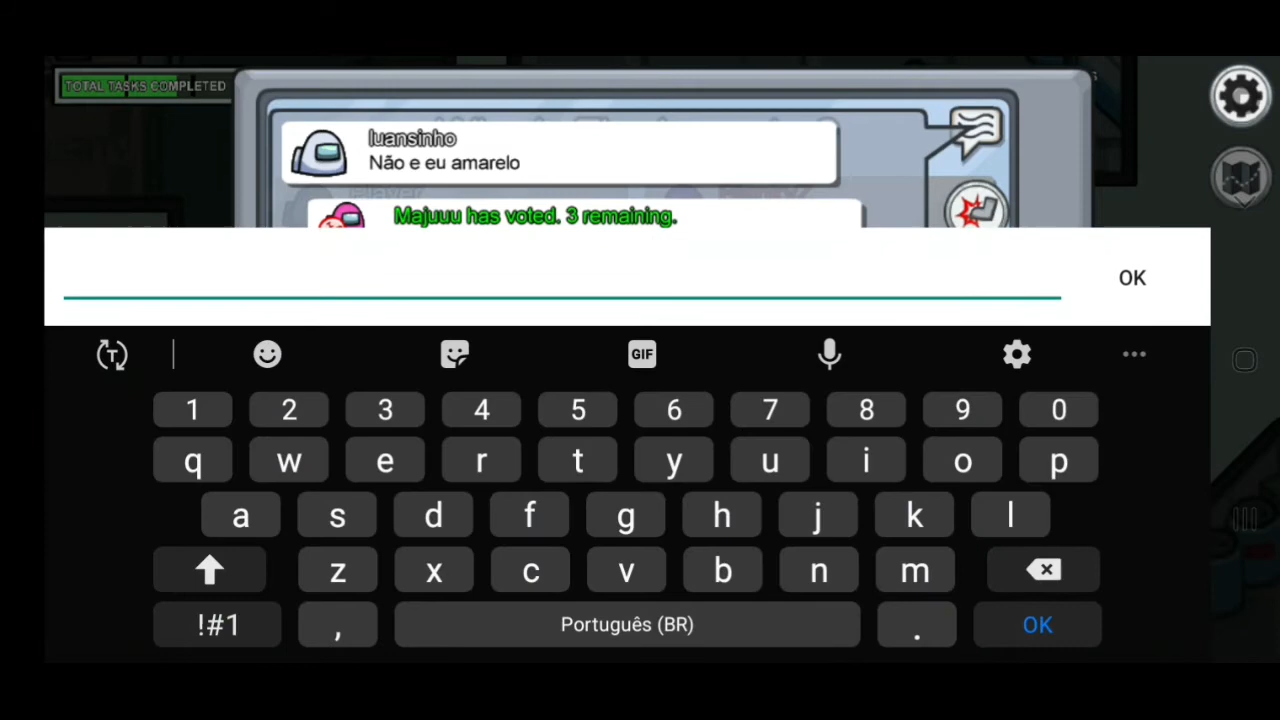 TOTAL TASKS COMPLETED
luansinho
Não e eu amarelo
Majuuu has voted. 3 remaining.
OK
T
GIF
1 2 3 4 5 6 7 8 9 0
q w e r t y u i o p
a s d f g h j k l
z x c v b n m
!#1 , Português (BR) . OK